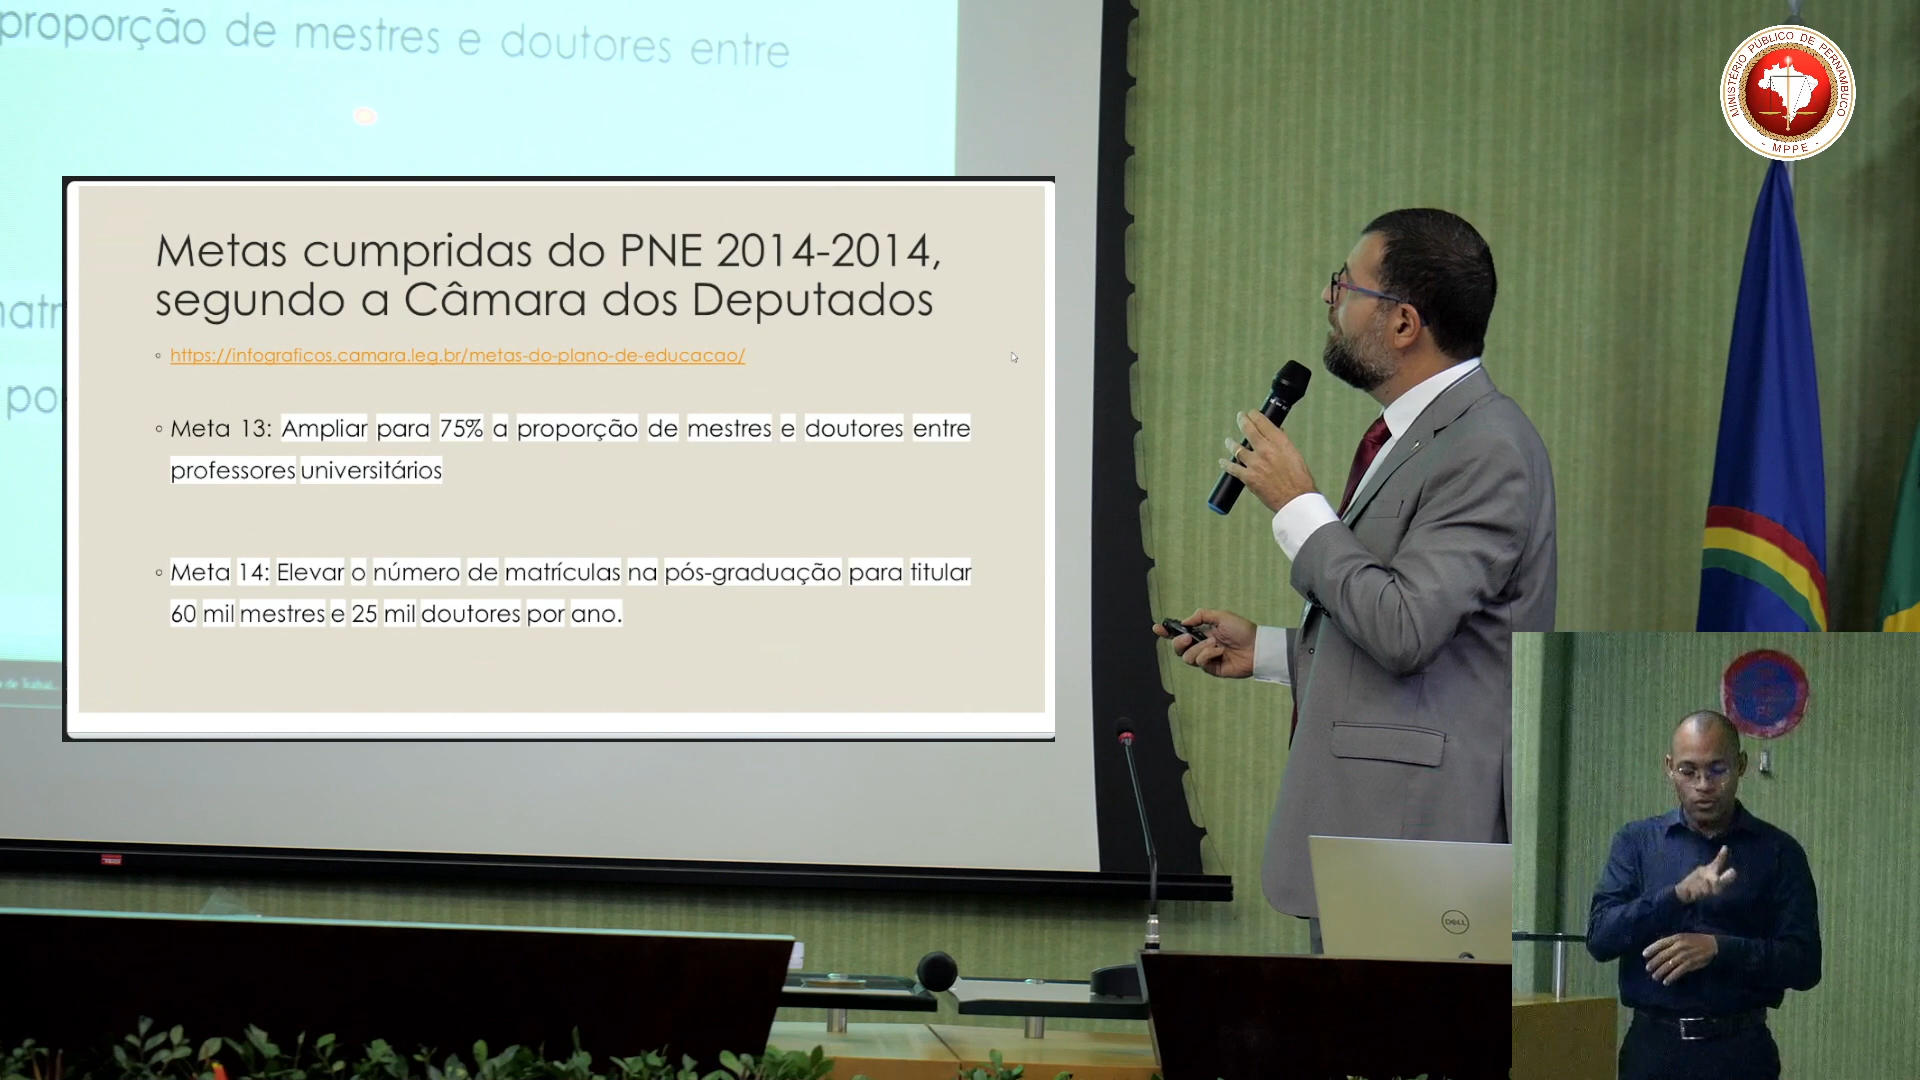 proporção de mestres e doutores entre
MINISTÉRIO PÚBLICO DE PERNAMBUCO
- MPPE -
Metas cumpridas do PNE 2014-2014,
segundo a Câmara dos Deputados
https://infograficos.camara.leg.br/metas-do-plano-de-educacao/
Meta 13: Ampliar para 75% a proporção de mestres e doutores entre
professores universitários
Meta 14: Elevar o número de matrículas na pós-graduação para titular
60 mil mestres e 25 mil doutores por ano.
DELL